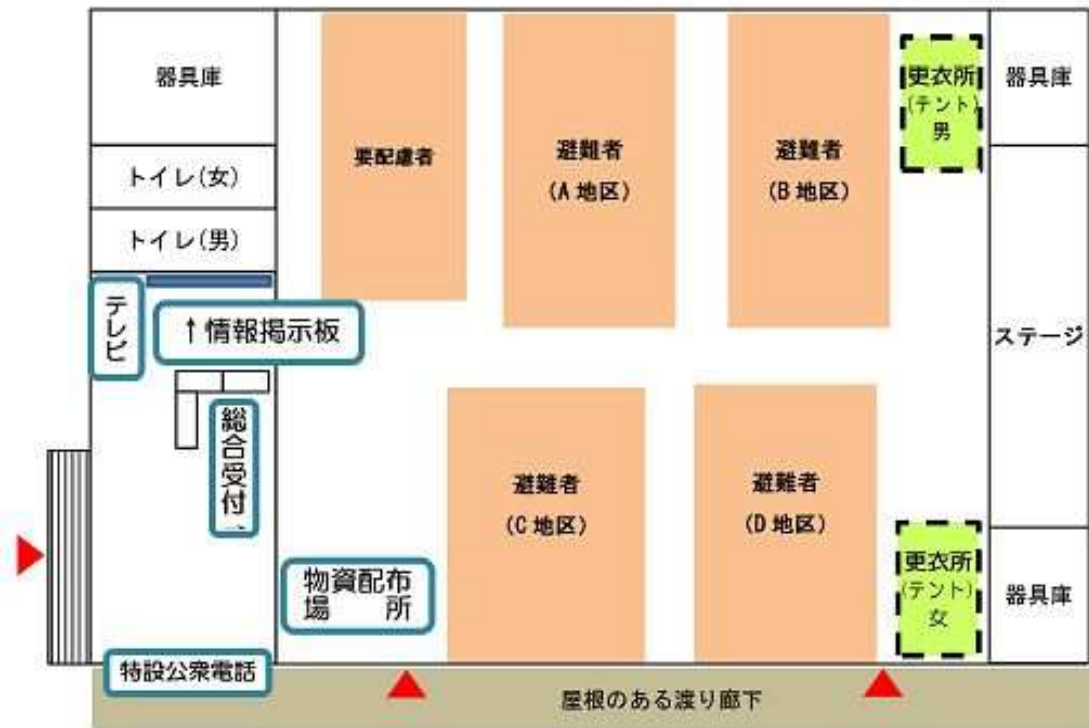 器具庫
トイレ(女)
トイレ(男)
テレビ
↑情報掲示板
総合受付
特設公衆電話
物資配布
場　所
要配慮者
避難者
(A 地区)
避難者
(B 地区)
避難者
(C 地区)
避難者
(D 地区)
更衣所
(テント)
男
器具庫
ステージ
更衣所
(テント)
女
器具庫
屋根のある渡り廊下